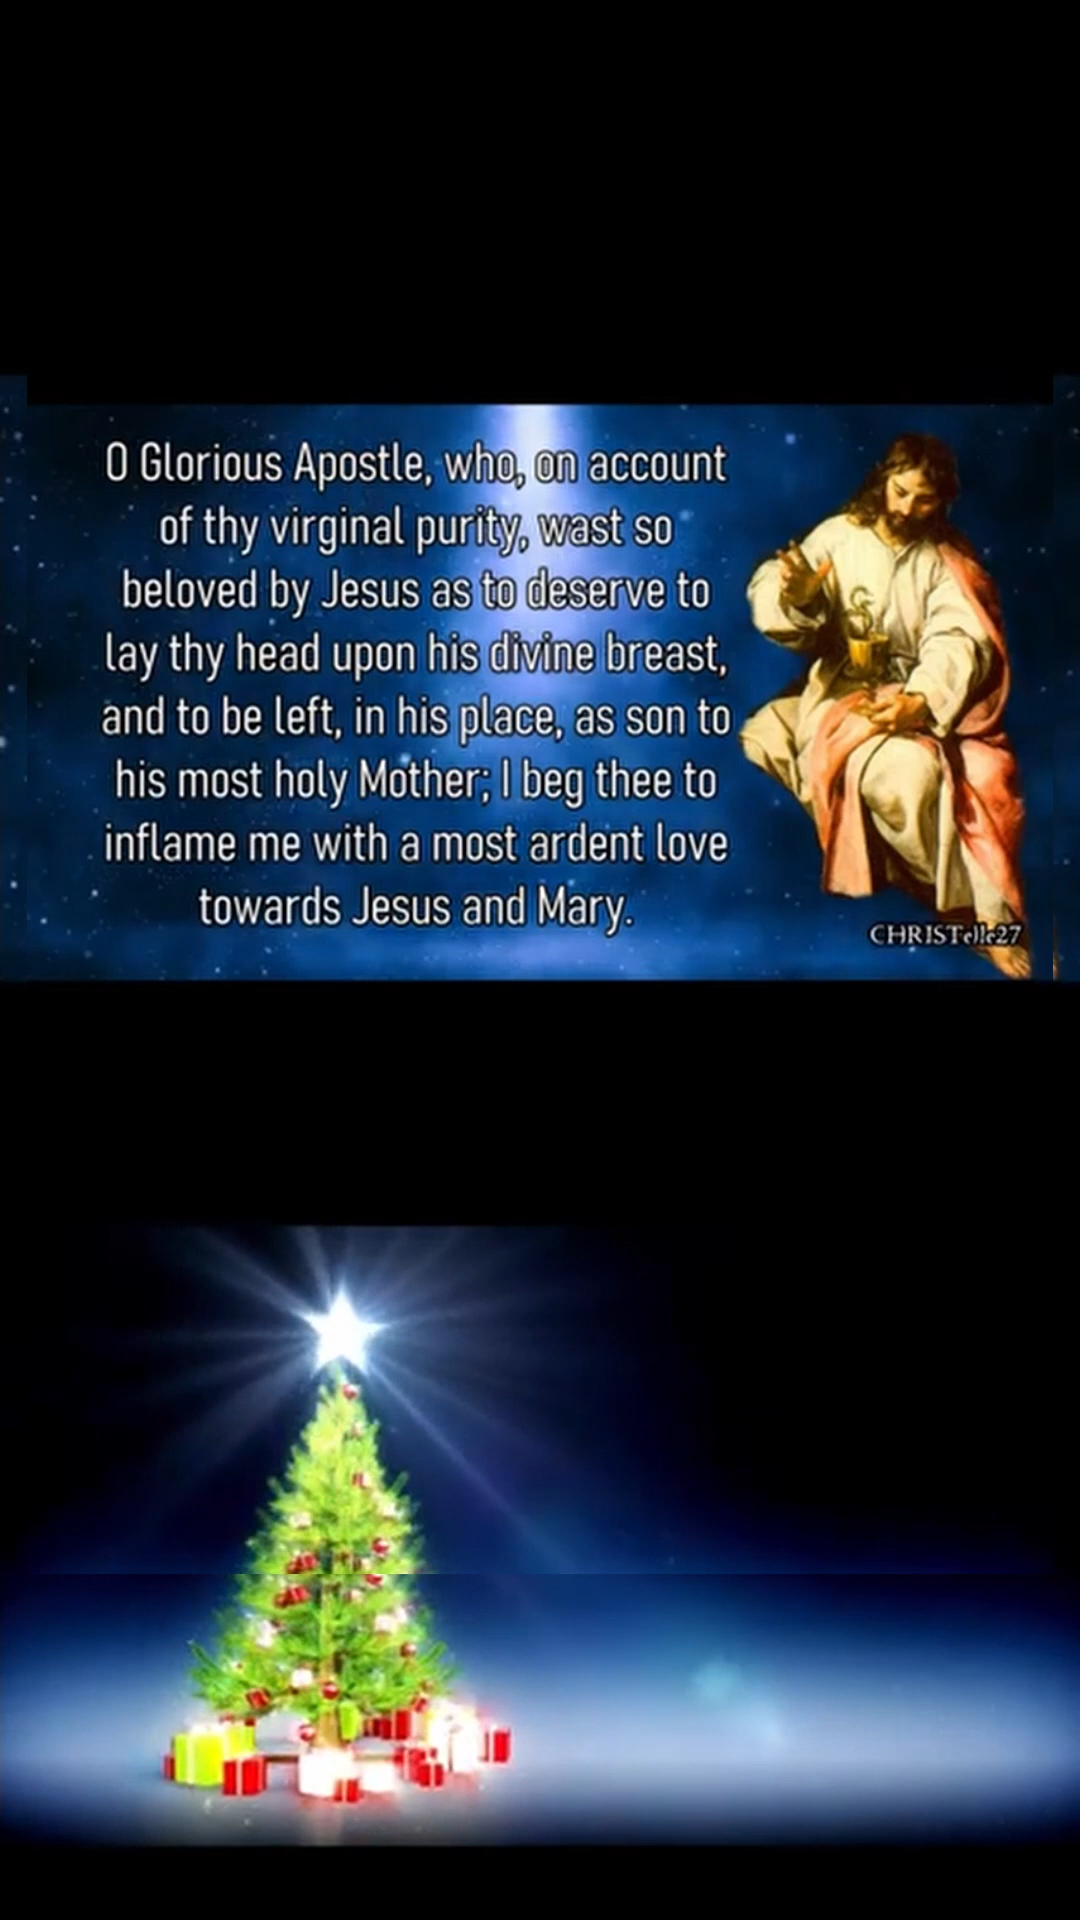 O Glorious Apostle, who, on account
of thy virginal purity, wast so
beloved by Jesus as to deserve to
lay thy head upon his divine breast,
and to be left, in his place, as son to
his most holy Mother; I beg thee to
inflame me with a most ardent love
towards Jesus and Mary.
CHRISTelle27